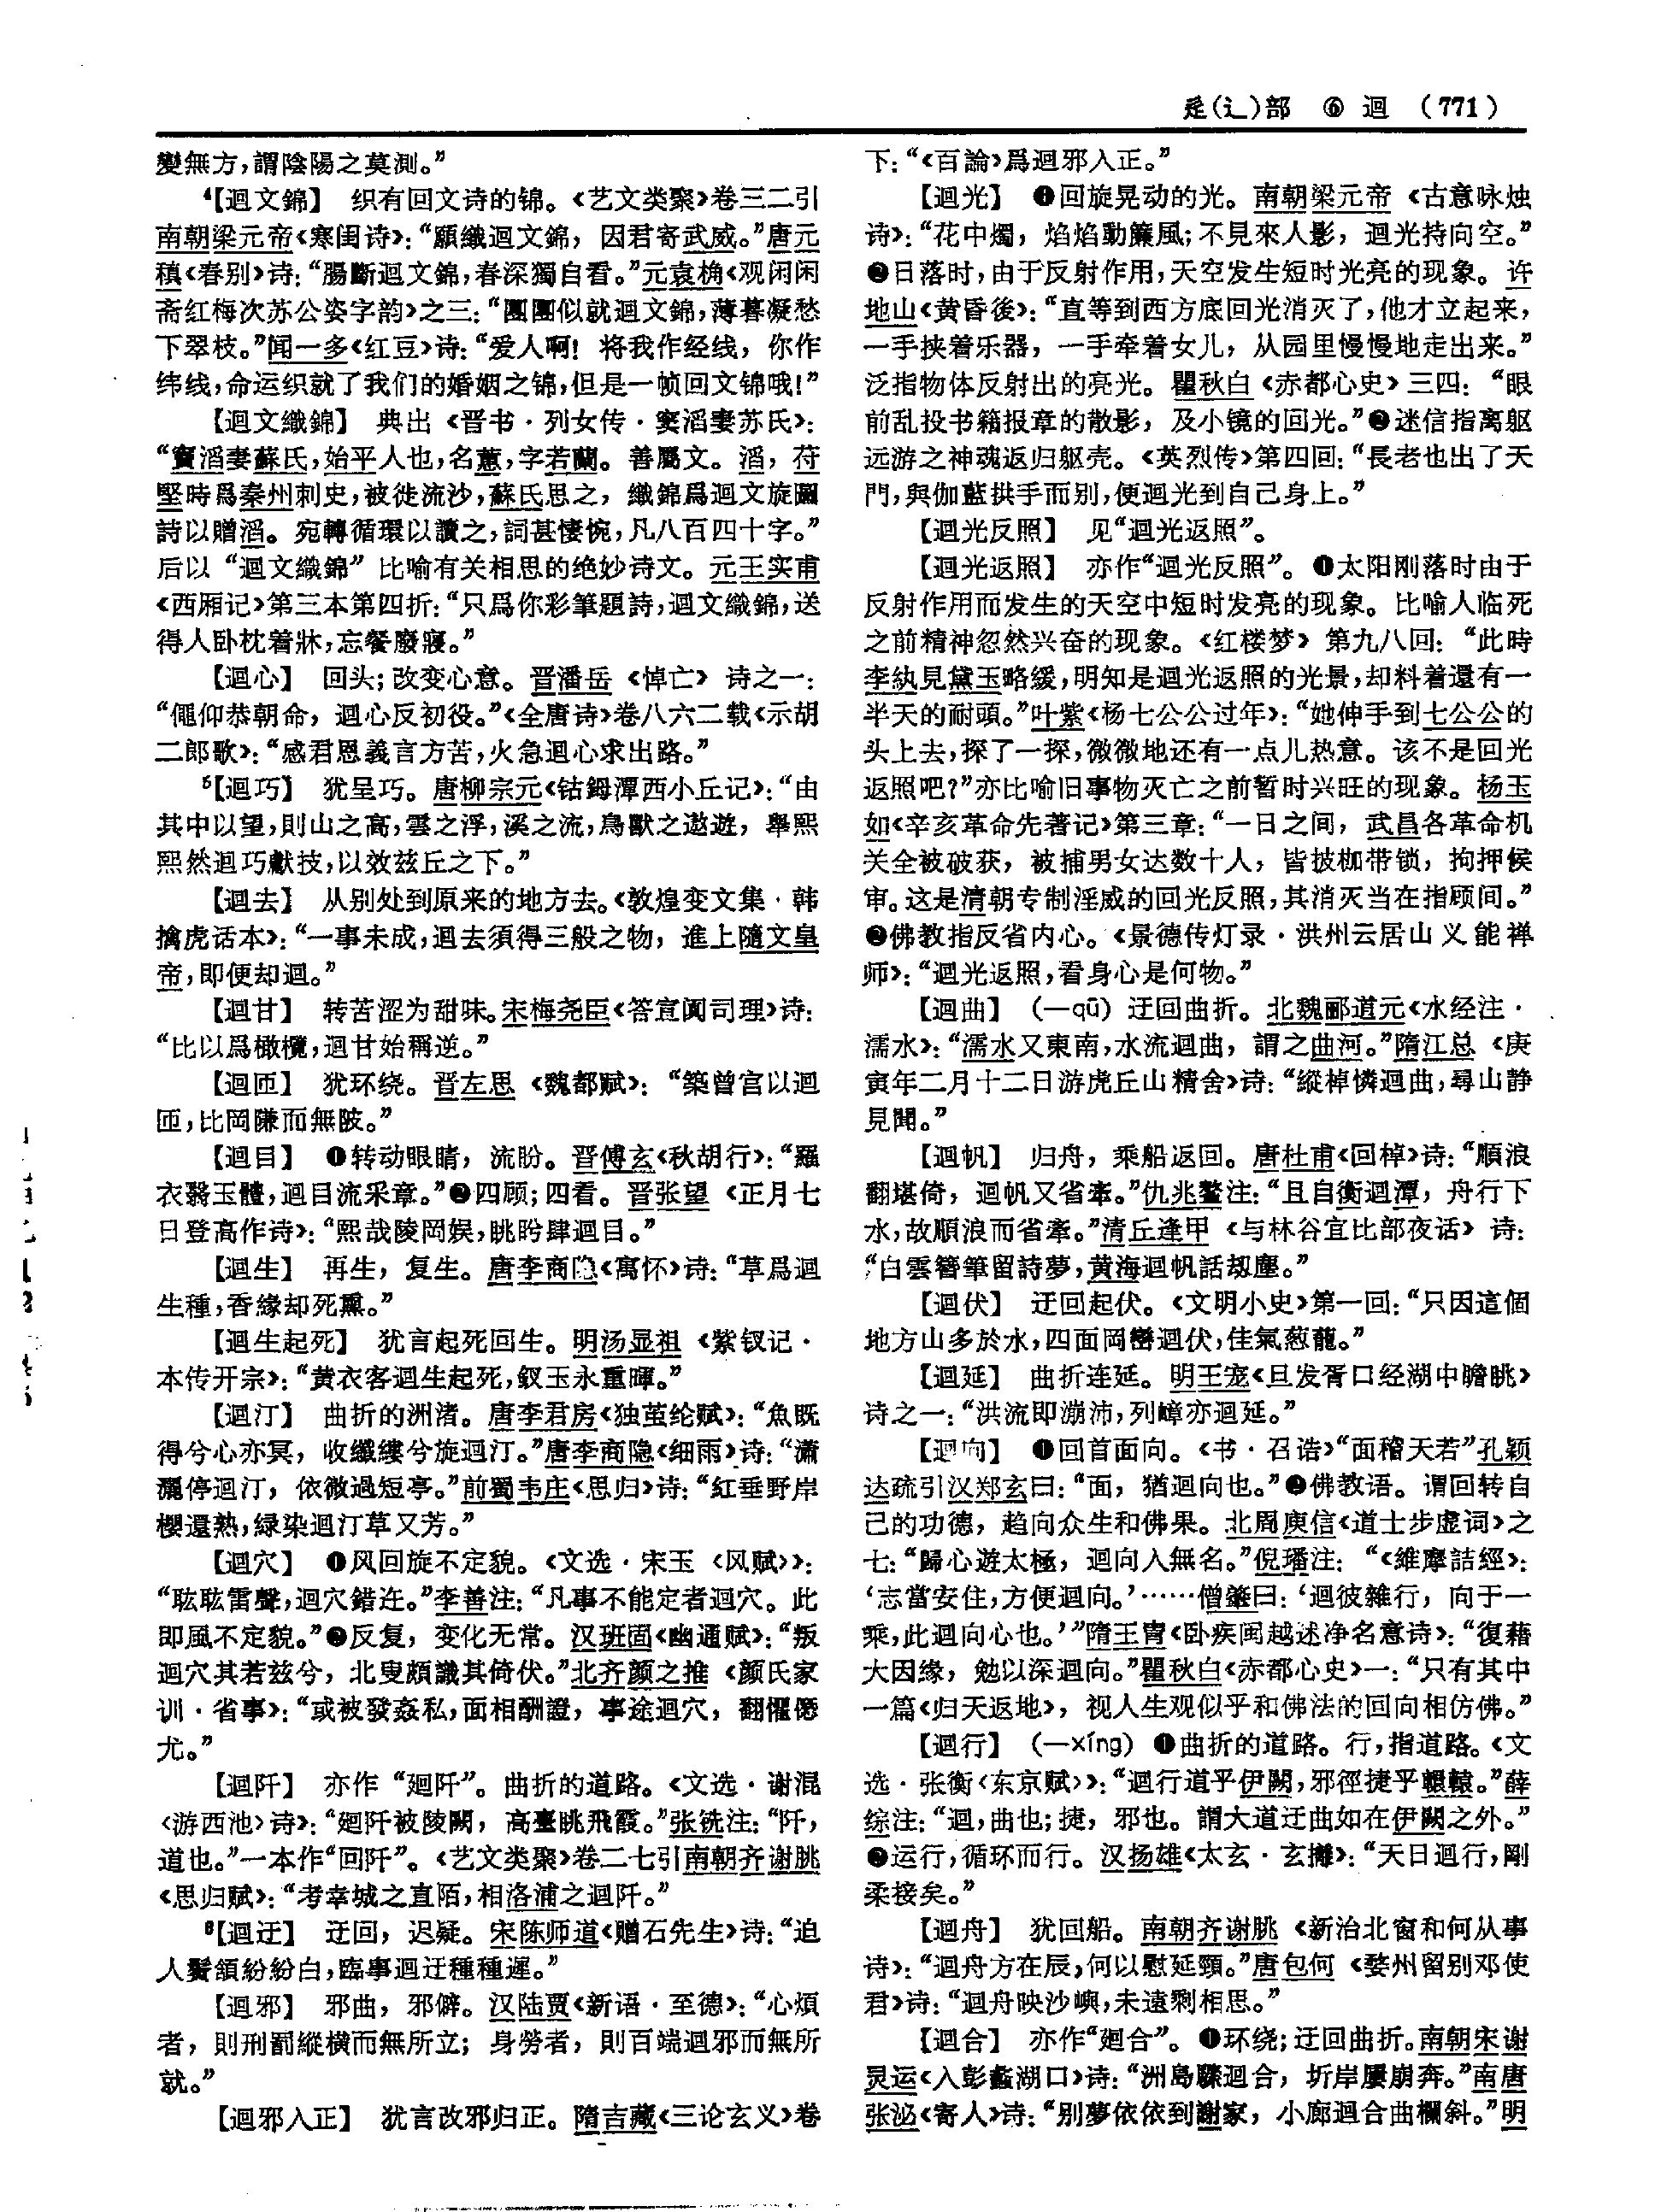 辵(辶)部 ⑥ 迴 (771)
變無方，謂陰陽之莫測。”
⁴【迴文錦】 织有回文诗的锦。《艺文类聚》卷三二引
南朝梁元帝《寒闺诗》：“願織迴文錦，因君寄武威。”唐元
稹《春别》诗：“腸斷迴文錦，春深獨自看。”元袁桷《观闲闲
斋红梅次苏公姿字韵》之三：“團團似就迴文錦，薄暮凝愁
下翠枝。”闻一多《红豆》诗：“爱人啊！将我作经线，你作
纬线，命运织就了我们的婚姻之锦，但是一帧回文锦哦！”
【迴文織錦】 典出《晋书·列女传·窦滔妻苏氏》：
“竇滔妻蘇氏，始平人也，名蕙，字若蘭。善屬文。滔，苻
堅時爲秦州刺史，被徙流沙，蘇氏思之，織錦爲迴文旋圖
詩以贈滔。宛轉循環以讀之，詞甚悽惋，凡八百四十字。”
后以“迴文織錦”比喻有关相思的绝妙诗文。元王实甫
《西厢记》第三本第四折：“只爲你彩筆題詩，迴文織錦，送
得人卧枕着牀，忘餐廢寢。”
【迴心】 回头；改变心意。晋潘岳《悼亡》诗之一：
“僶仰恭朝命，迴心反初役。”《全唐诗》卷八六二载《示胡
二郎歌》：“感君恩義言方苦，火急迴心求出路。”
⁵【迴巧】 犹呈巧。唐柳宗元《钴鉧潭西小丘记》：“由
其中以望，則山之高，雲之浮，溪之流，鳥獸之遨遊，舉熙
熙然迴巧獻技，以效兹丘之下。”
【迴去】 从别处到原来的地方去。《敦煌变文集·韩
擒虎话本》：“一事未成，迴去須得三般之物，進上隨文皇
帝，即便却迴。”
【迴甘】 转苦涩为甜味。宋梅尧臣《答宣阗司理》诗：
“比以爲橄欖，迴甘始稱逆。”
【迴匝】 犹环绕。晋左思《魏都赋》：“築曾宫以迴
匝，比岡隒而無陂。”
【迴目】 ❶转动眼睛，流盼。晋傅玄《秋胡行》：“羅
衣翳玉體，迴目流采章。”❷四顾；四看。晋张望《正月七
日登高作诗》：“熙哉陵岡娱，眺盻肆迴目。”
【迴生】 再生，复生。唐李商隐《寓怀》诗：“草爲迴
生種，香緣却死熏。”
【迴生起死】 犹言起死回生。明汤显祖《紫钗记·
本传开宗》：“黄衣客迴生起死，釵玉永重暉。”
【迴汀】 曲折的洲渚。唐李君房《独茧纶赋》：“魚既
得兮心亦冥，收纖縷兮旋迴汀。”唐李商隐《细雨》诗：“瀟
灑停迴汀，依微過短亭。”前蜀韦庄《思归》诗：“紅垂野岸
櫻還熟，緑染迴汀草又芳。”
【迴穴】 ❶风回旋不定貌。《文选·宋玉〈风赋〉》：
“耾耾雷聲，迴穴錯迕。”李善注：“凡事不能定者迴穴。此
即風不定貌。”❷反复，变化无常。汉班固《幽通赋》：“叛
迴穴其若兹兮，北叟頗識其倚伏。”北齐颜之推《颜氏家
训·省事》：“或被發姦私，面相酬證，事途迴穴，翻懼愆
尤。”
【迴阡】 亦作“廻阡”。曲折的道路。《文选·谢混
〈游西池〉诗》：“廻阡被陵闕，高臺眺飛霞。”张铣注：“阡，
道也。”一本作“回阡”。《艺文类聚》卷二七引南朝齐谢朓
《思归赋》：“考幸城之直陌，相洛浦之迴阡。”
⁶【迴迂】 迂回，迟疑。宋陈师道《赠石先生》诗：“迫
人鬢頷紛紛白，臨事迴迂種種遲。”
【迴邪】 邪曲，邪僻。汉陆贾《新语·至德》：“心煩
者，則刑罰縱横而無所立；身勞者，則百端迴邪而無所
就。”
【迴邪入正】 犹言改邪归正。隋吉藏《三论玄义》卷
下：“《百論》爲迴邪入正。”
【迴光】 ❶回旋晃动的光。南朝梁元帝《古意咏烛
诗》：“花中燭，焰焰動簾風；不見來人影，迴光持向空。”
❷日落时，由于反射作用，天空发生短时光亮的现象。许
地山《黄昏後》：“直等到西方底回光消灭了，他才立起来，
一手挟着乐器，一手牵着女儿，从园里慢慢地走出来。”
泛指物体反射出的亮光。瞿秋白《赤都心史》三四：“眼
前乱投书籍报章的散影，及小镜的回光。”❸迷信指离躯
远游之神魂返归躯壳。《英烈传》第四回：“長老也出了天
門，與伽藍拱手而别，便迴光到自己身上。”
【迴光反照】 见“迴光返照”。
【迴光返照】 亦作“迴光反照”。❶太阳刚落时由于
反射作用而发生的天空中短时发亮的现象。比喻人临死
之前精神忽然兴奋的现象。《红楼梦》第九八回：“此時
李紈見黛玉略緩，明知是迴光返照的光景，却料着還有一
半天的耐頭。”叶紫《杨七公公过年》：“她伸手到七公公的
头上去，探了一探，微微地还有一点儿热意。该不是回光
返照吧？”亦比喻旧事物灭亡之前暂时兴旺的现象。杨玉
如《辛亥革命先著记》第三章：“一日之间，武昌各革命机
关全被破获，被捕男女达数十人，皆披枷带锁，拘押候
审。这是清朝专制淫威的回光反照，其消灭当在指顾间。”
❷佛教指反省内心。《景德传灯录·洪州云居山义能禅
师》：“迴光返照，看身心是何物。”
【迴曲】 (—qū) 迂回曲折。北魏郦道元《水经注·
濡水》：“濡水又東南，水流迴曲，謂之曲河。”隋江总《庚
寅年二月十二日游虎丘山精舍》诗：“縱棹憐迴曲，尋山静
見聞。”
【迴帆】 归舟，乘船返回。唐杜甫《回棹》诗：“順浪
翻堪倚，迴帆又省牽。”仇兆鳌注：“且自衡迴潭，舟行下
水，故順浪而省牽。”清丘逢甲《与林谷宜比部夜话》诗：
“白雲簪筆留詩夢，黄海迴帆話劫塵。”
【迴伏】 迂回起伏。《文明小史》第一回：“只因這個
地方山多於水，四面岡巒迴伏，佳氣葱蘢。”
【迴延】 曲折连延。明王宠《旦发胥口经湖中瞻眺》
诗之一：“洪流即漰沛，列嶂亦迴延。”
【迴向】 ❶回首面向。《书·召诰》“面稽天若”孔颖
达疏引汉郑玄曰：“面，猶迴向也。”❷佛教语。谓回转自
己的功德，趋向众生和佛果。北周庾信《道士步虚词》之
七：“歸心遊太極，迴向入無名。”倪璠注：“《維摩詰經》：
‘志當安住，方便迴向。’……僧肇曰：‘迴彼雜行，向于一
乘，此迴向心也。’”隋王胄《卧疾闽越述净名意诗》：“復藉
大因缘，勉以深迴向。”瞿秋白《赤都心史》一：“只有其中
一篇《归天返地》，视人生观似乎和佛法的回向相仿佛。”
【迴行】 (—xíng) ❶曲折的道路。行，指道路。《文
选·张衡〈东京赋〉》：“迴行道乎伊闕，邪徑捷乎轘轅。”薛
综注：“迴，曲也；捷，邪也。謂大道迂曲如在伊闕之外。”
❷运行，循环而行。汉扬雄《太玄·玄攡》：“天日迴行，剛
柔接矣。”
【迴舟】 犹回船。南朝齐谢朓《新治北窗和何从事
诗》：“迴舟方在辰，何以慰延頸。”唐包何《婺州留别邓使
君》诗：“迴舟映沙嶼，未遠剩相思。”
【迴合】 亦作“廻合”。❶环绕；迂回曲折。南朝宋谢
灵运《入彭蠡湖口》诗：“洲島驟迴合，圻岸屢崩奔。”南唐
张泌《寄人》诗：“别夢依依到謝家，小廊迴合曲欄斜。”明